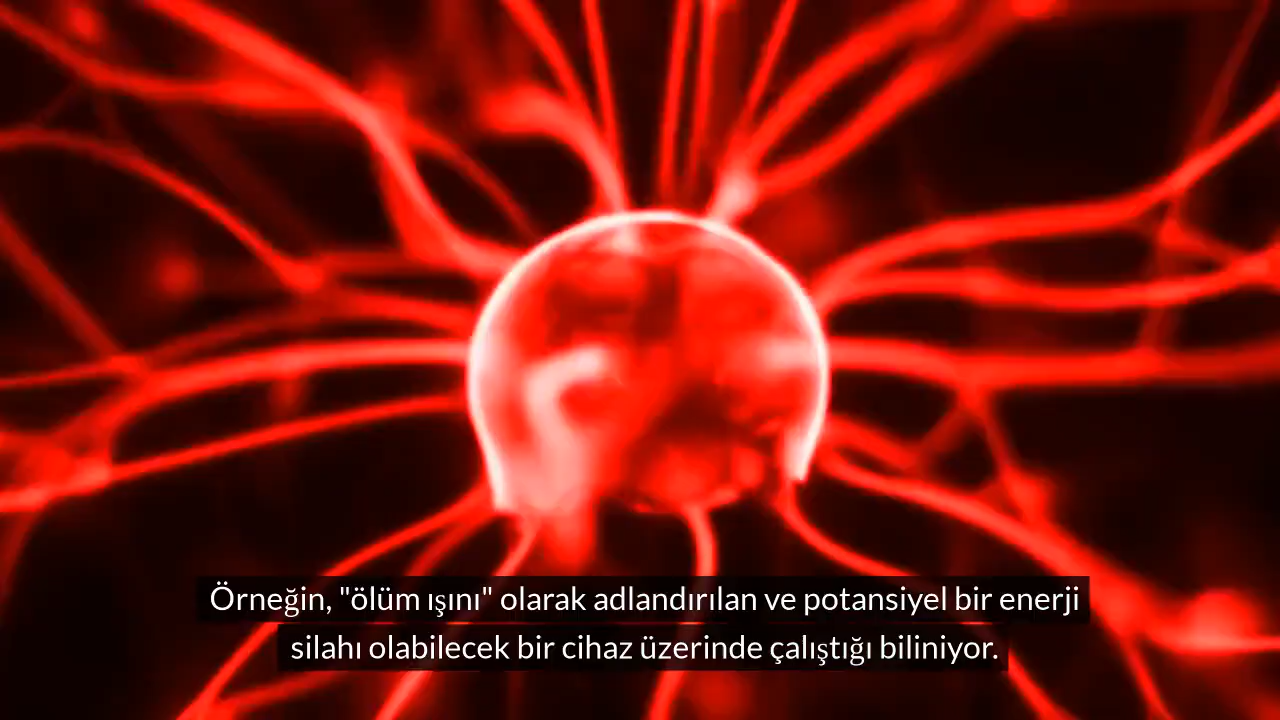 Örneğin, "ölüm ışını" olarak adlandırılan ve potansiyel bir enerji
silahı olabilecek bir cihaz üzerinde çalıştığı biliniyor.